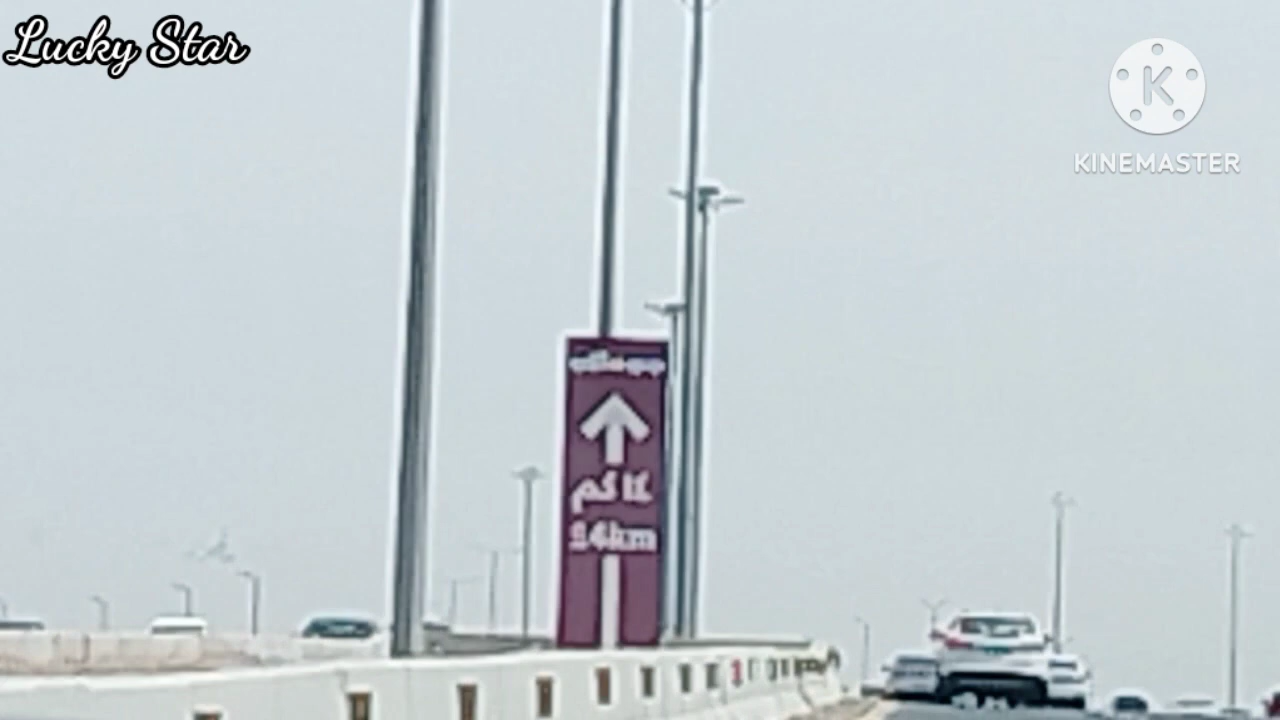 Lucky Star
KINEMASTER
١٤ كم
14km